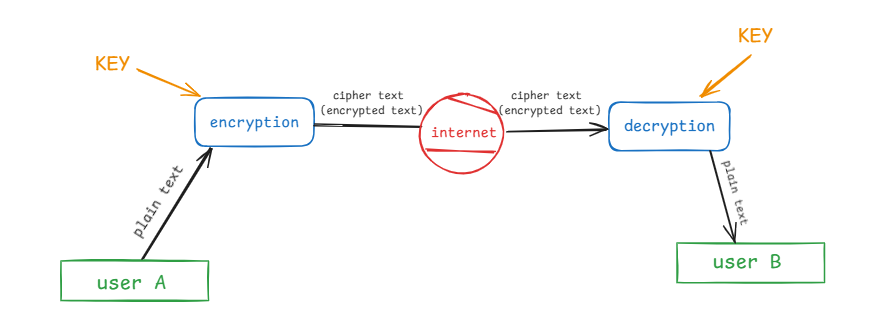 KEY
KEY
cipher text
(encrypted text)
cipher text
(encrypted text)
encryption
internet
decryption
plain text
plain text
user A
user B